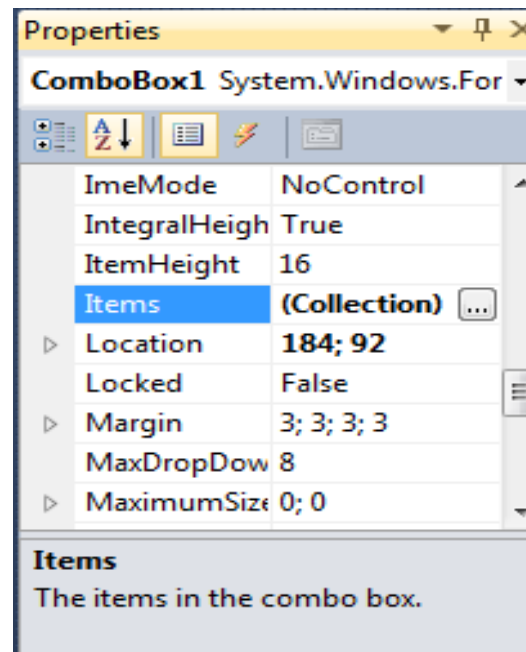 Properties
ComboBox1 System.Windows.For
ImeMode NoControl
IntegralHeigh True
ItemHeight 16
Items (Collection) ...
Location 184; 92
Locked False
Margin 3; 3; 3; 3
MaxDropDow 8
MaximumSize 0; 0
Items
The items in the combo box.